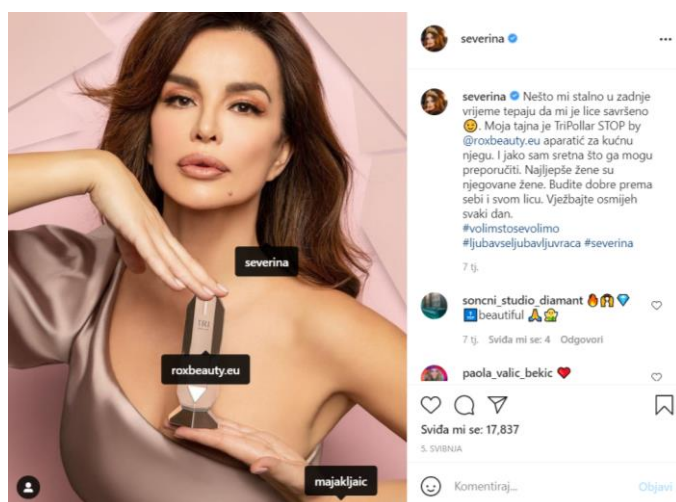 severina
severina Nešto mi stalno u zadnje
vrijeme tepaju da mi je lice savršeno
😉. Moja tajna je TriPollar STOP by
@roxbeauty.eu aparatić za kućnu
njegu. I jako sam sretna što ga mogu
preporučiti. Najljepše žene su
njegovane žene. Budite dobre prema
sebi i svom licu. Vježbajte osmijeh
svaki dan.
#volimstosevolimo
#ljubavseljubavljuvraca #severina
7 tj.
soncni_studio_diamant
beautiful
7 tj. Sviđa mi se: 4 Odgovori
paola_valic_bekic ❤
Sviđa mi se: 17,837
5. SVIBNJA
Komentiraj... Objavi
severina
roxbeauty.eu
majakljaic